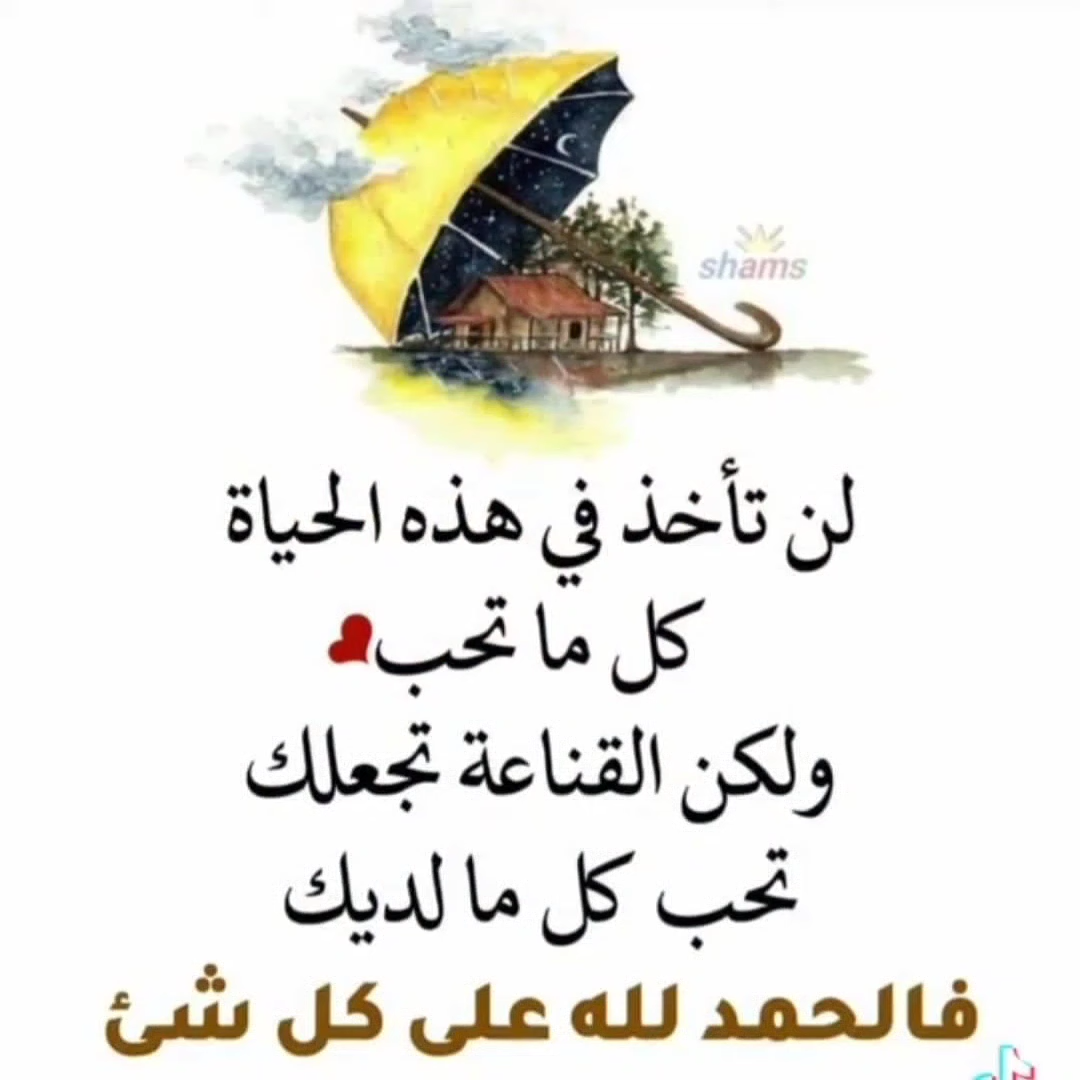 shams
لن تأخذ في هذه الحياة
كل ما تحب
ولكن القناعة تجعلك
تحب كل ما لديك
فالحمد لله على كل شئ